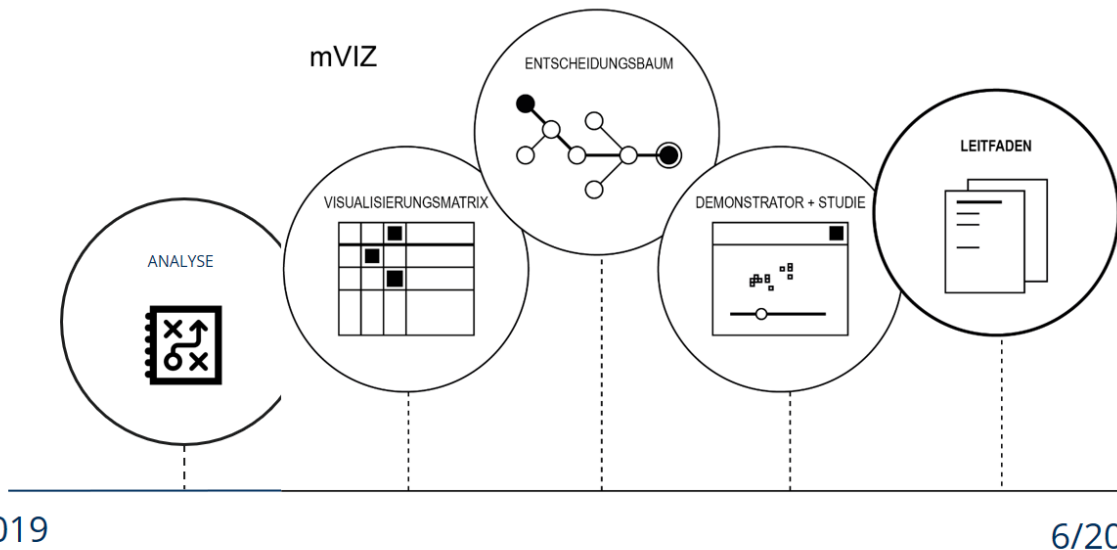 mVIZ
ANALYSE
VISUALISIERUNGSMATRIX
ENTSCHEIDUNGSBAUM
DEMONSTRATOR + STUDIE
LEITFADEN
019
6/20